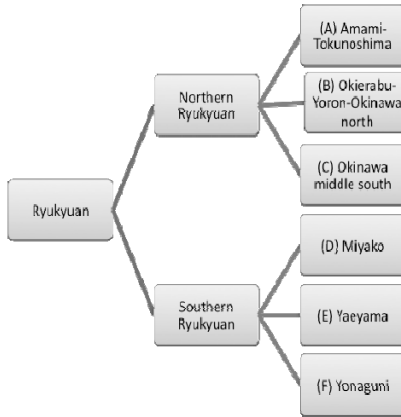 (A) Amami-
Tokunoshima
Northern
Ryukyuan
(B) Okierabu-
Yoron-Okinawa
north
(C) Okinawa
middle south
Ryukyuan
(D) Miyako
Southern
Ryukyuan
(E) Yaeyama
(F) Yonaguni